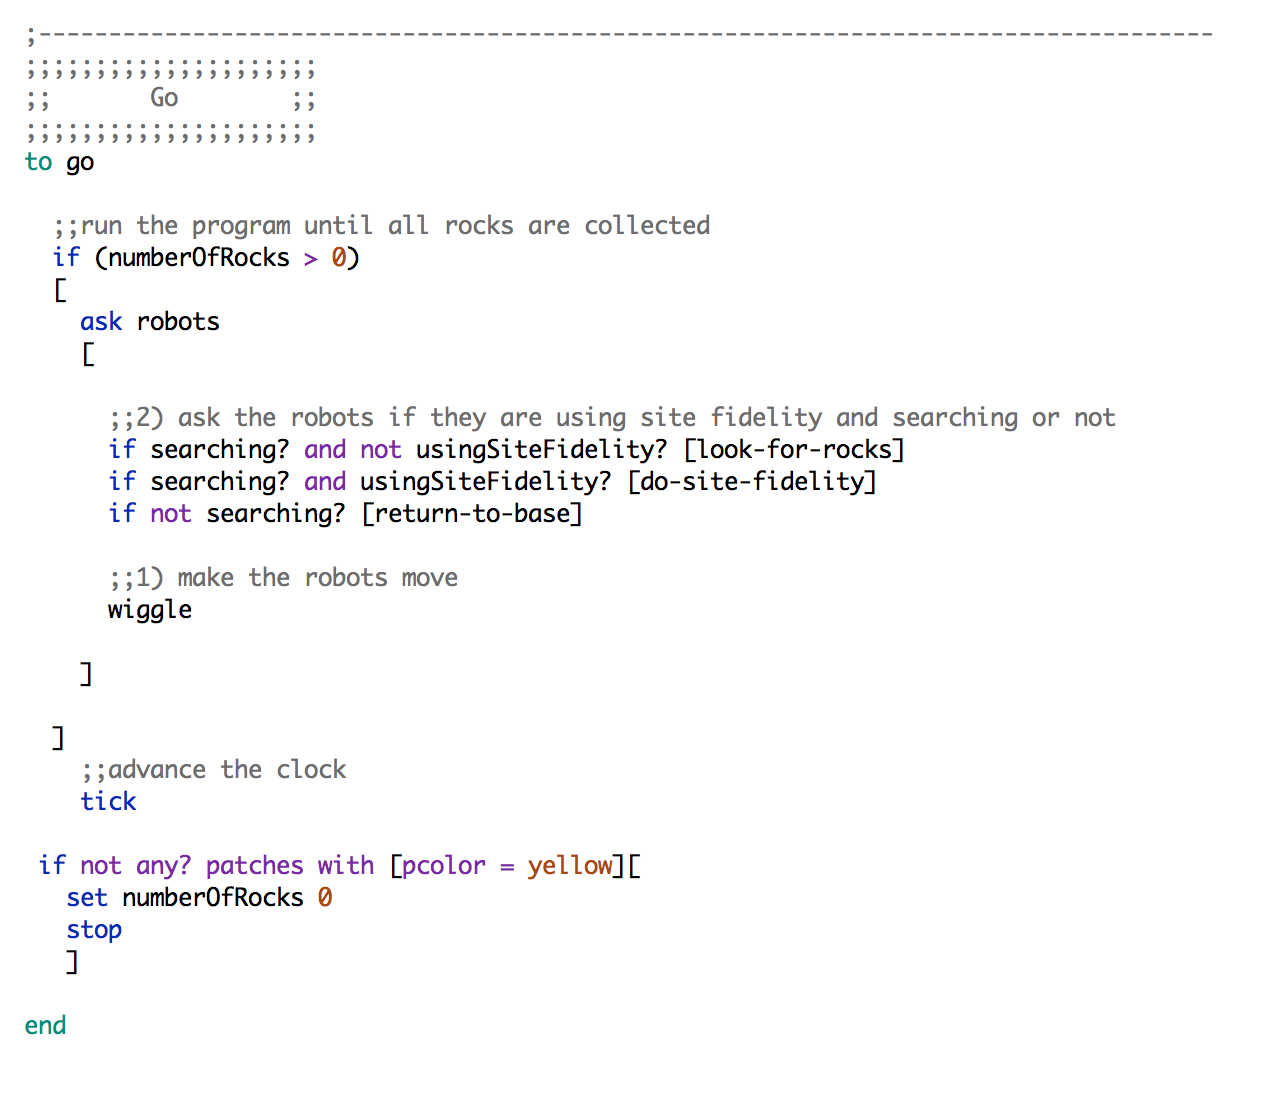 ;------------------------------------------------------------------------------------
;;;;;;;;;;;;;;;;;;;;;
;;       Go        ;;
;;;;;;;;;;;;;;;;;;;;;
to go
  ;;run the program until all rocks are collected
  if (numberOfRocks > 0)
  [
    ask robots
    [
      ;;2) ask the robots if they are using site fidelity and searching or not
      if searching? and not usingSiteFidelity? [look-for-rocks]
      if searching? and usingSiteFidelity? [do-site-fidelity]
      if not searching? [return-to-base]
      ;;1) make the robots move
      wiggle
    ]
  ]
    ;;advance the clock
    tick
 if not any? patches with [pcolor = yellow][
   set numberOfRocks 0
   stop
   ]
end